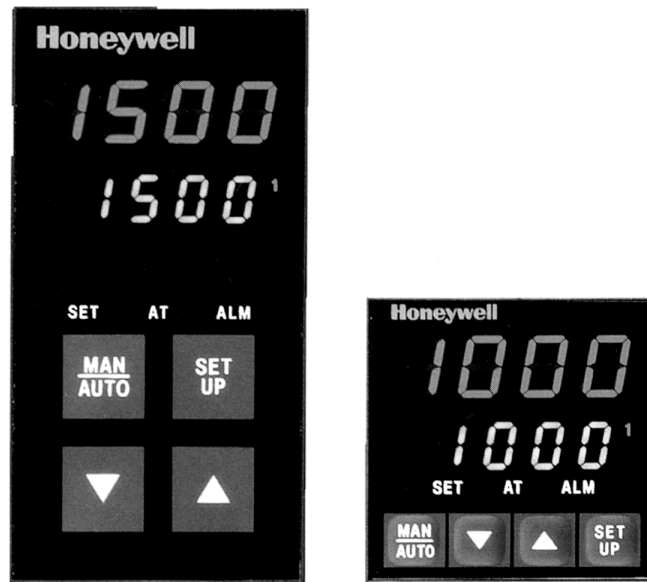 Honeywell
1500
1500 1
SET AT ALM
MAN
AUTO
SET
UP
Honeywell
1000
1000 1
SET AT ALM
MAN
AUTO
SET
UP